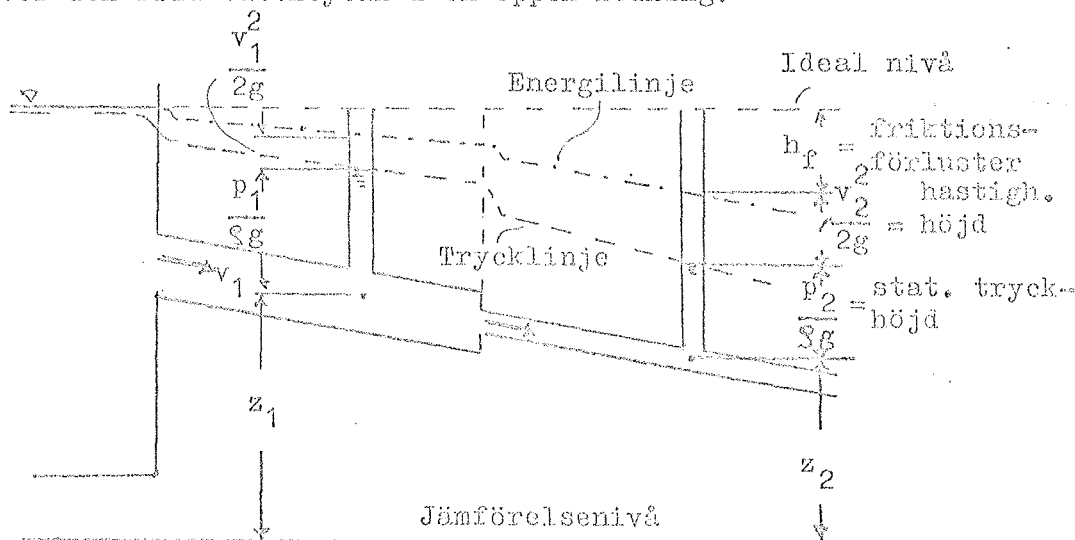 v₁²
2g
Energilinje
Ideal nivå
h_f = friktions-
förluster
v₂²
2g
= hastigh.
höjd
p₁
ρg
Trycklinje
v₁
p₂
ρg
= stat. tryck-
höjd
z₁
z₂
Jämförelsenivå